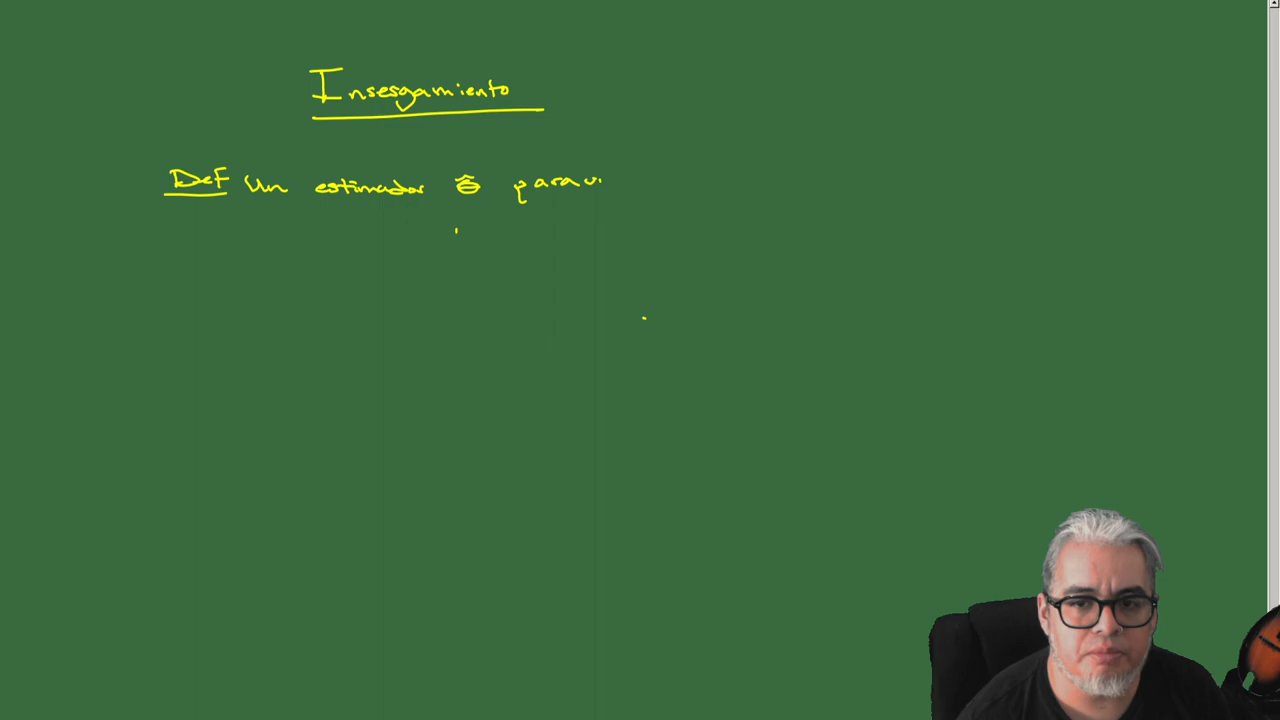 Insesgamiento
Def Un estimador θ̂ para